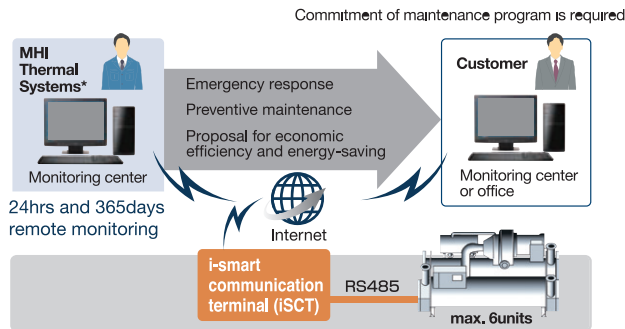 Commitment of maintenance program is required
MHI
Thermal
Systems*
Monitoring center
24hrs and 365days
remote monitoring
Emergency response
Preventive maintenance
Proposal for economic
efficiency and energy-saving
Customer
Monitoring center
or office
Internet
i-smart
communication
terminal (iSCT)
RS485
max. 6units